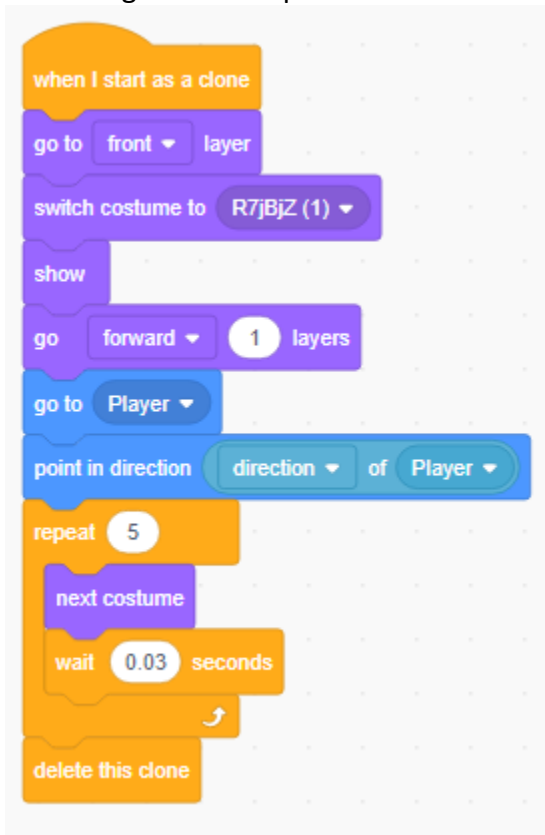 when I start as a clone
go to front layer
switch costume to R7jBjZ (1)
show
go forward 1 layers
go to Player
point in direction direction of Player
repeat 5
next costume
wait 0.03 seconds
delete this clone